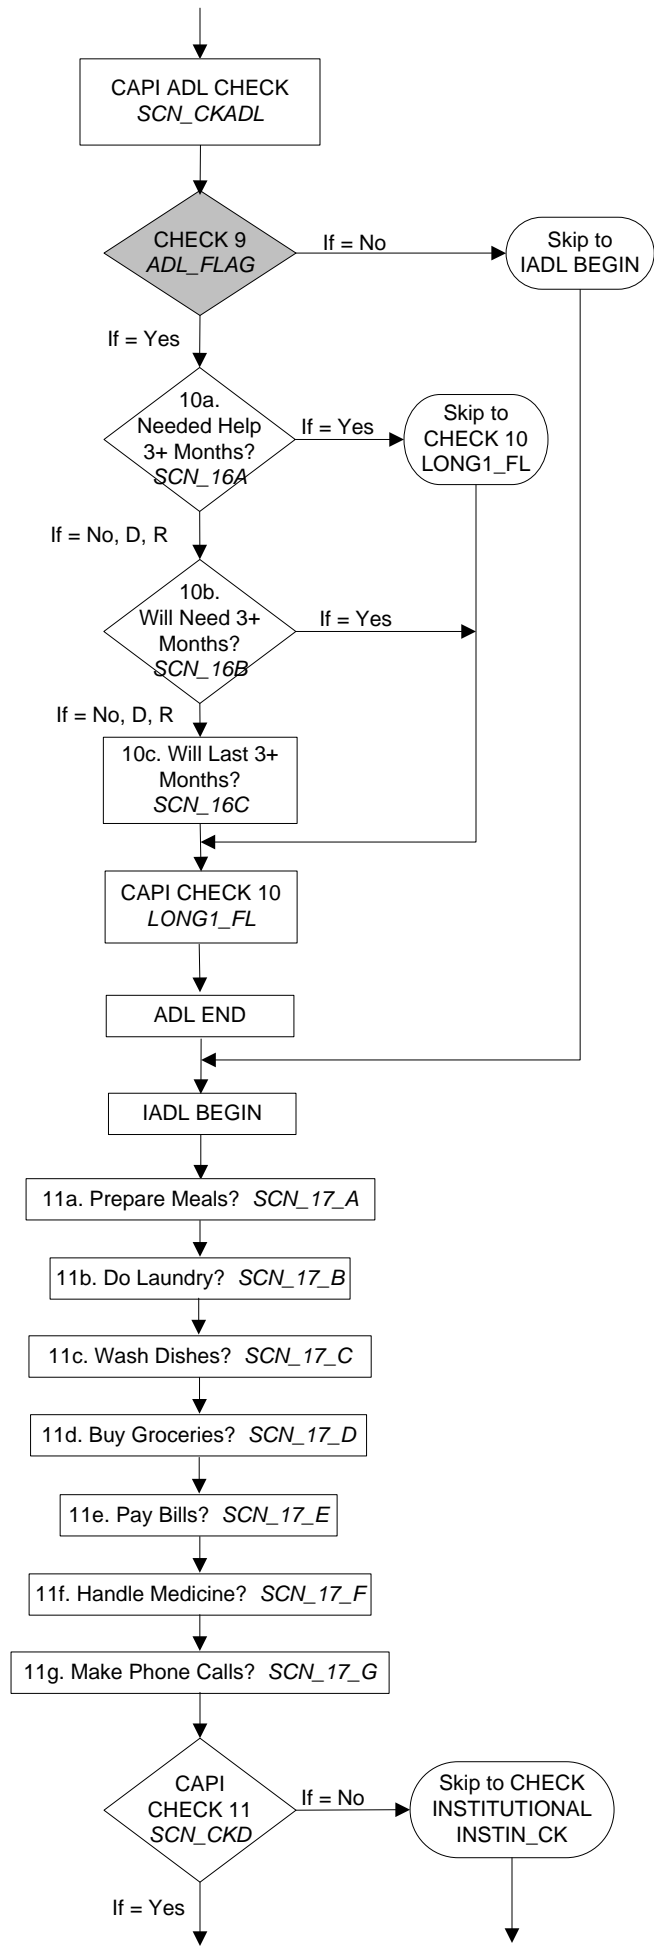 CAPI ADL CHECK
SCN_CKADL
CHECK 9
ADL_FLAG
If = No
Skip to
IADL BEGIN
If = Yes
10a.
Needed Help
3+ Months?
SCN_16A
If = Yes
Skip to
CHECK 10
LONG1_FL
If = No, D, R
10b.
Will Need 3+
Months?
SCN_16B
If = Yes
If = No, D, R
10c. Will Last 3+
Months?
SCN_16C
CAPI CHECK 10
LONG1_FL
ADL END
IADL BEGIN
11a. Prepare Meals? SCN_17_A
11b. Do Laundry? SCN_17_B
11c. Wash Dishes? SCN_17_C
11d. Buy Groceries? SCN_17_D
11e. Pay Bills? SCN_17_E
11f. Handle Medicine? SCN_17_F
11g. Make Phone Calls? SCN_17_G
CAPI
CHECK 11
SCN_CKD
If = No
Skip to CHECK
INSTITUTIONAL
INSTIN_CK
If = Yes